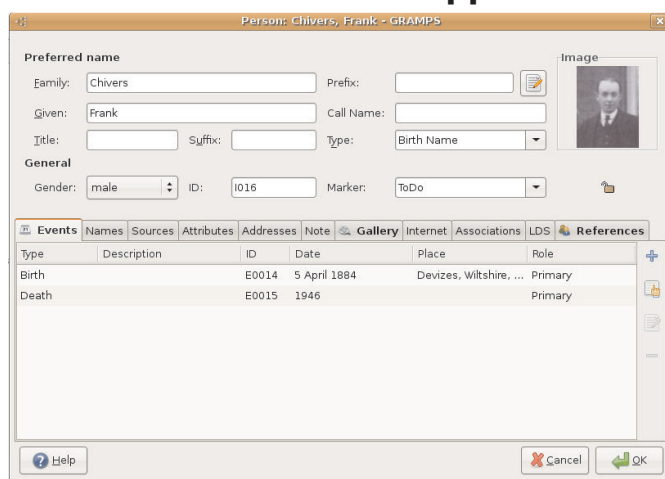 Person: Chivers, Frank - GRAMPS
Preferred name
Image
Family: Chivers Prefix:
Given: Frank Call Name:
Title: Suffix: Type: Birth Name
General
Gender: male ID: I016 Marker: ToDo
Events Names Sources Attributes Addresses Note Gallery Internet Associations LDS References
Type Description ID Date Place Role
Birth E0014 5 April 1884 Devizes, Wiltshire, ... Primary
Death E0015 1946 Primary
Help Cancel OK